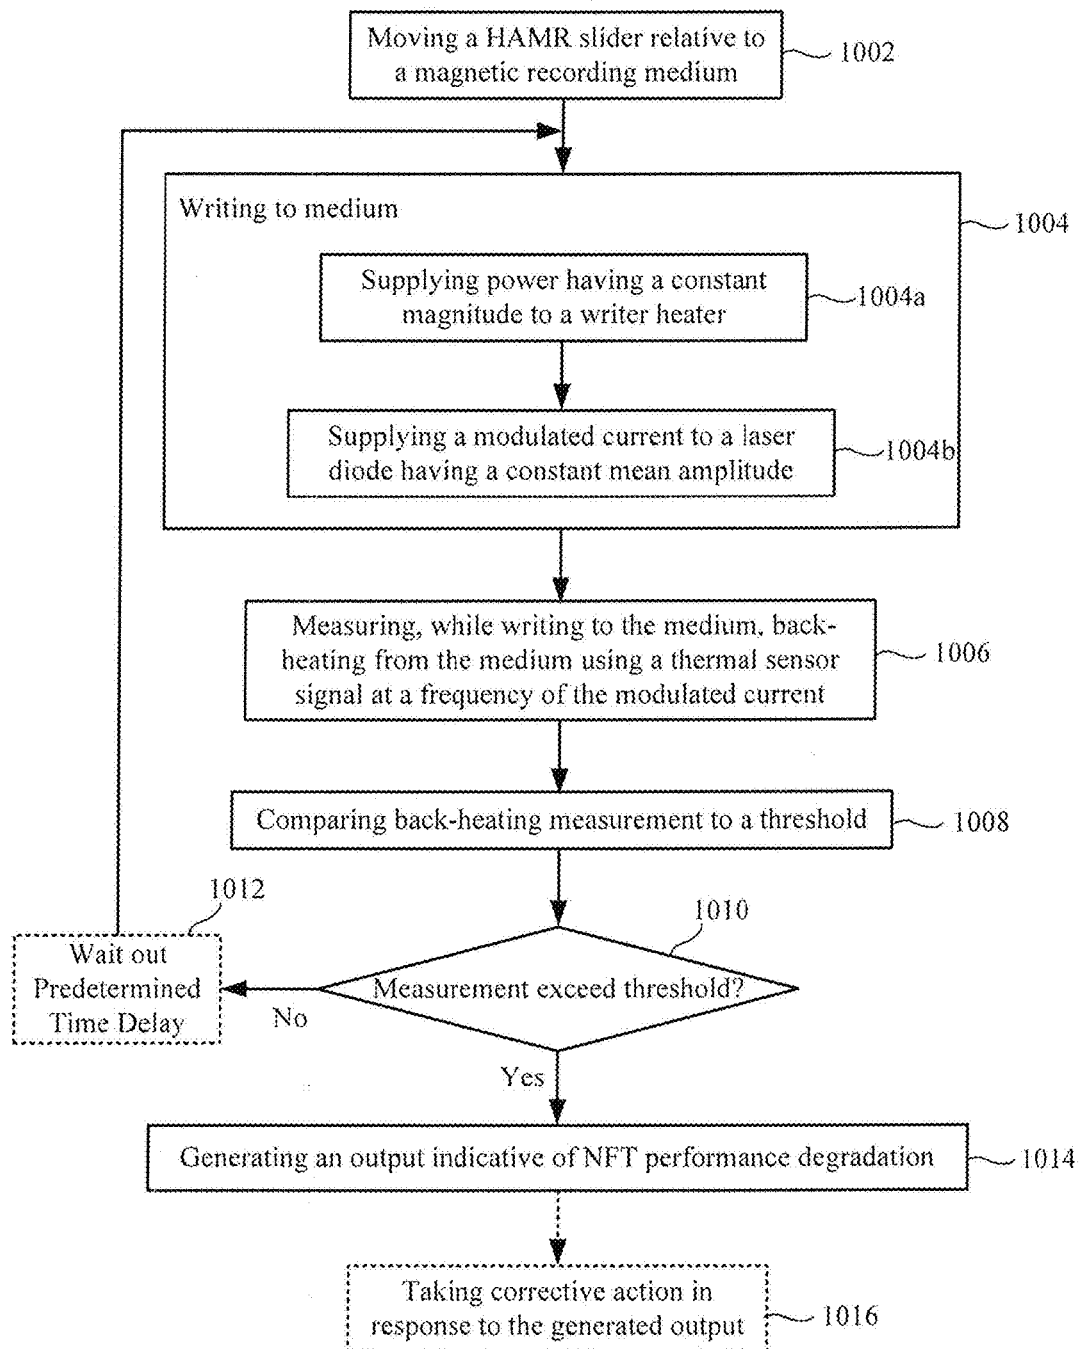 Moving a HAMR slider relative to
a magnetic recording medium
1002
Writing to medium
1004
Supplying power having a constant
magnitude to a writer heater
1004a
Supplying a modulated current to a laser
diode having a constant mean amplitude
1004b
Measuring, while writing to the medium, back-
heating from the medium using a thermal sensor
signal at a frequency of the modulated current
1006
Comparing back-heating measurement to a threshold
1008
1012
1010
Wait out
Predetermined
Time Delay
No
Measurement exceed threshold?
Yes
Generating an output indicative of NFT performance degradation
1014
Taking corrective action in
response to the generated output
1016